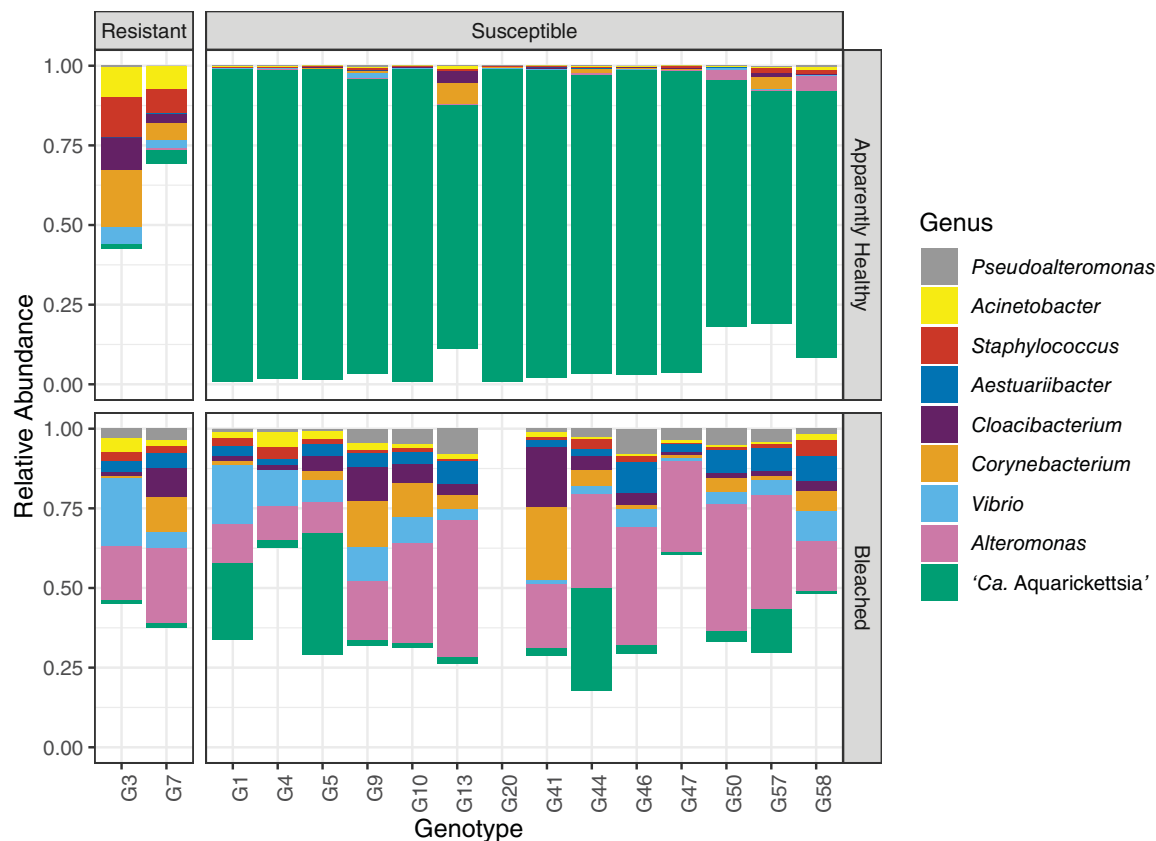 Resistant
Susceptible
1.00
0.75
0.50
0.25
0.00
Apparently Healthy
1.00
0.75
0.50
0.25
0.00
Bleached
Relative Abundance
G3
G7
G1
G4
G5
G9
G10
G13
G20
G41
G44
G46
G47
G50
G57
G58
Genotype
Genus
Pseudoalteromonas
Acinetobacter
Staphylococcus
Aestuariibacter
Cloacibacterium
Corynebacterium
Vibrio
Alteromonas
‘Ca. Aquarickettsia’